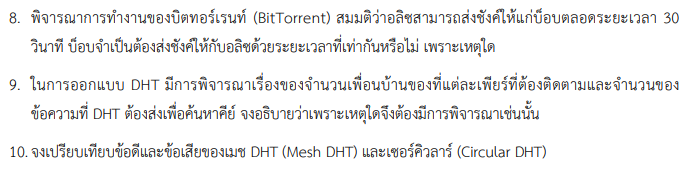 8. พิจารณาการทำงานของบิตทอร์เรนท์ (BitTorrent) สมมติว่าอลิซสามารถส่งชังค์ให้แก่บ็อบตลอดระยะเวลา 30
วินาที บ็อบจำเป็นต้องส่งชังค์ให้กับอลิซด้วยระยะเวลาที่เท่ากันหรือไม่ เพราะเหตุใด
9. ในการออกแบบ DHT มีการพิจารณาเรื่องของจำนวนเพื่อนบ้านของที่แต่ละเพียร์ที่ต้องติดตามและจำนวนของ
ข้อความที่ DHT ต้องส่งเพื่อค้นหาคีย์ จงอธิบายว่าเพราะเหตุใดจึงต้องมีการพิจารณาเช่นนั้น
10. จงเปรียบเทียบข้อดีและข้อเสียของเมช DHT (Mesh DHT) และเซอร์คิวลาร์ (Circular DHT)